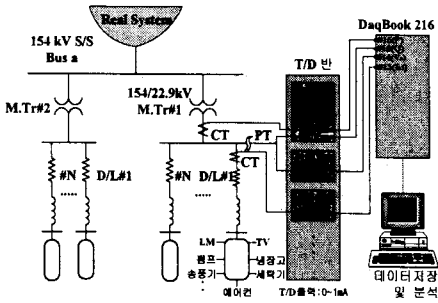 Real System
DaqBook 216
154 kV S/S
Bus a
T/D 반
154/22.9kV
M.Tr#1
M.Tr#2
CT
PT
CT
#N
D/L#1
#N
D/L#1
LM
TV
펌프
냉장고
송풍기
세탁기
에어컨
T/D출력:0~1mA
데이터저장
및 분석